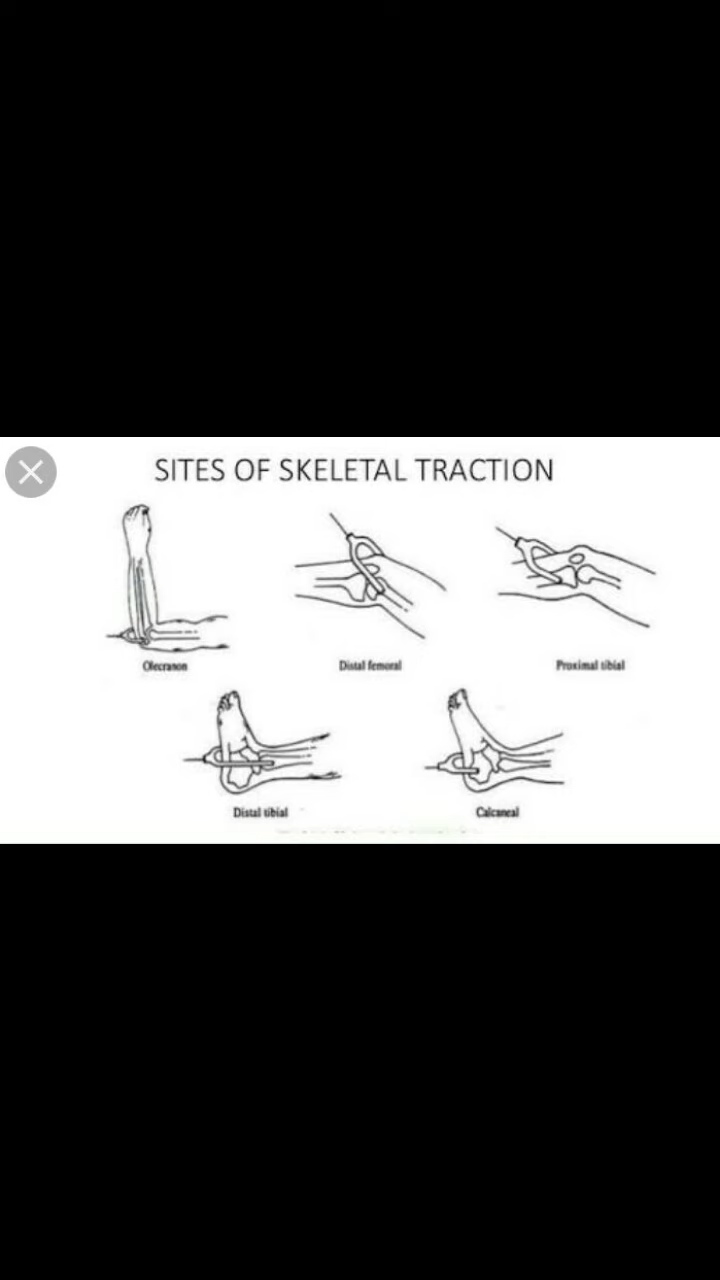 SITES OF SKELETAL TRACTION
Olecranon
Distal femoral
Proximal tibial
Distal tibial
Calcaneal